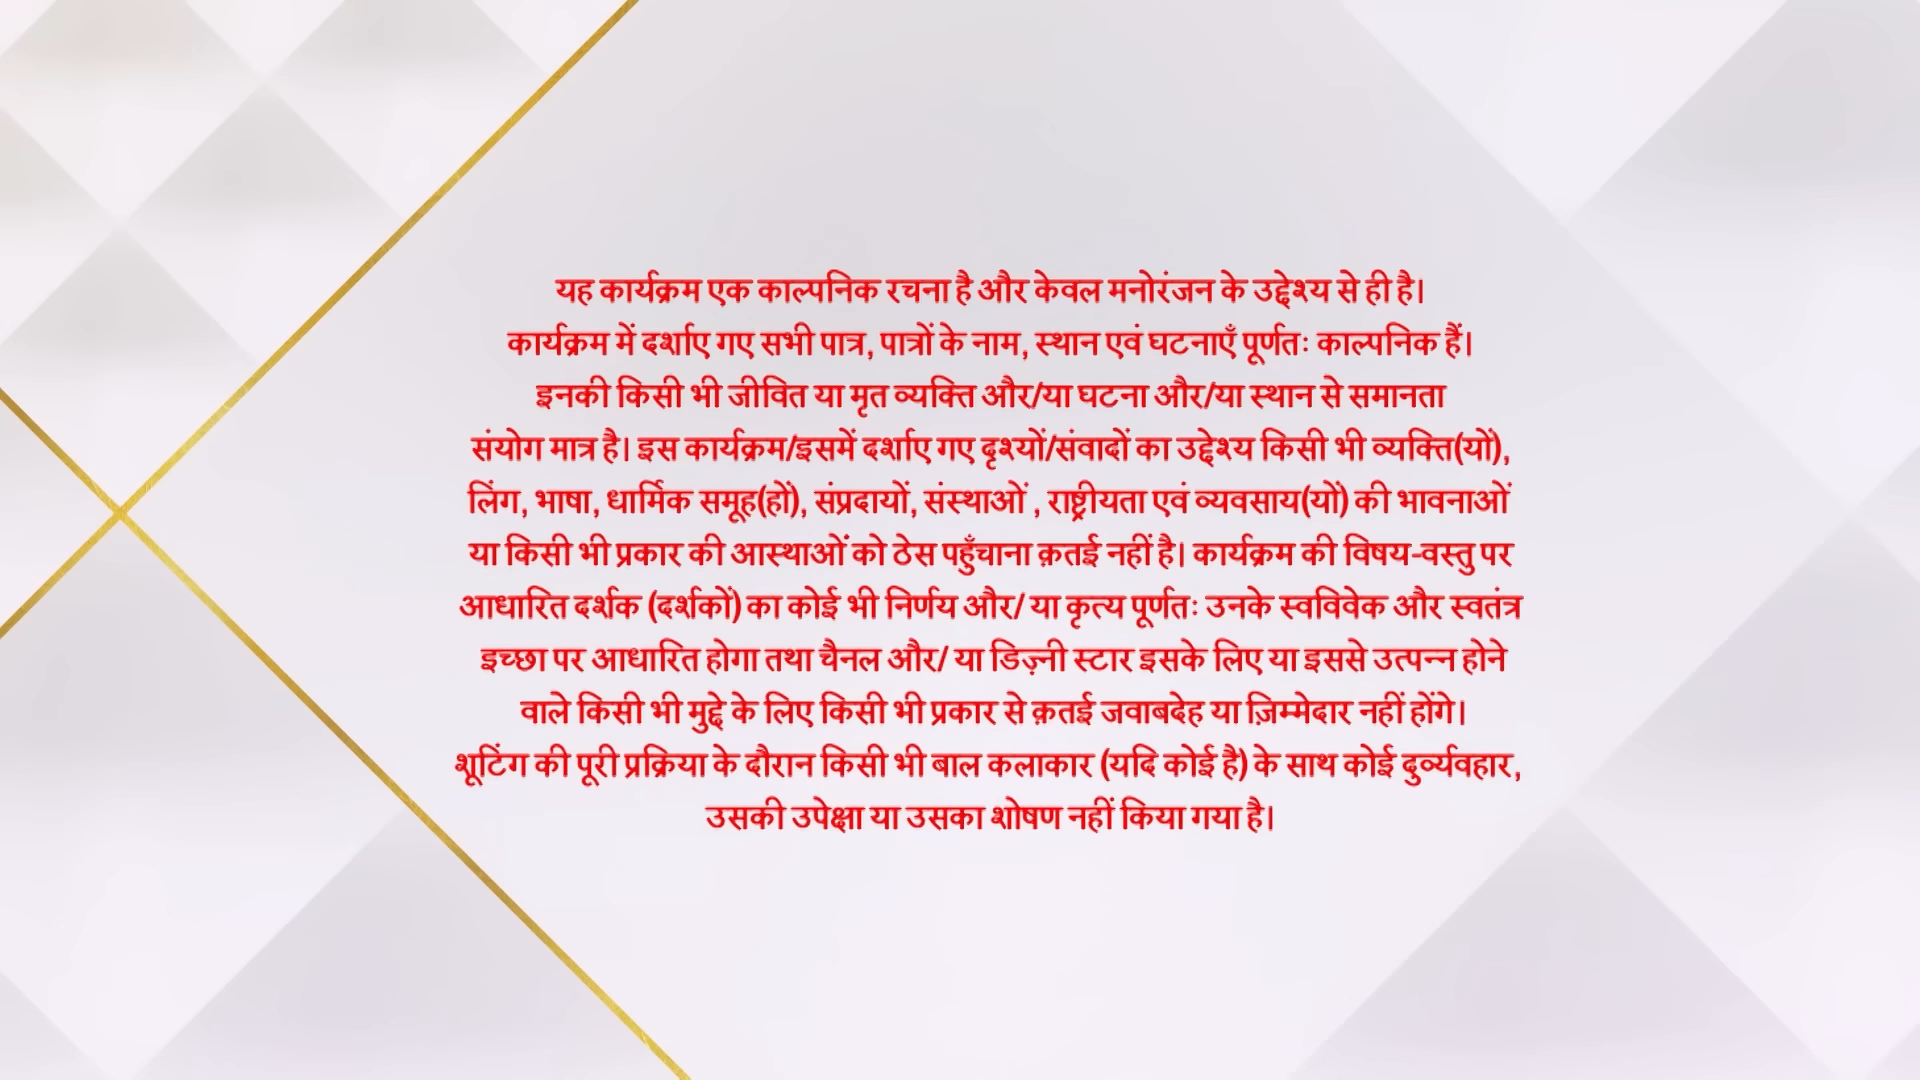 यह कार्यक्रम एक काल्पनिक रचना है और केवल मनोरंजन के उद्देश्य से ही है।
कार्यक्रम में दर्शाए गए सभी पात्र, पात्रों के नाम, स्थान एवं घटनाएँ पूर्णतः काल्पनिक हैं।
इनकी किसी भी जीवित या मृत व्यक्ति और/या घटना और/या स्थान से समानता
संयोग मात्र है। इस कार्यक्रम/इसमें दर्शाए गए दृश्यों/संवादों का उद्देश्य किसी भी व्यक्ति(यों),
लिंग, भाषा, धार्मिक समूह(हों), संप्रदायों, संस्थाओं , राष्ट्रीयता एवं व्यवसाय(यों) की भावनाओं
या किसी भी प्रकार की आस्थाओं को ठेस पहुँचाना क़तई नहीं है। कार्यक्रम की विषय-वस्तु पर
आधारित दर्शक (दर्शकों) का कोई भी निर्णय और/ या कृत्य पूर्णतः उनके स्वविवेक और स्वतंत्र
इच्छा पर आधारित होगा तथा चैनल और/ या डिज़्नी स्टार इसके लिए या इससे उत्पन्न होने
वाले किसी भी मुद्दे के लिए किसी भी प्रकार से क़तई जवाबदेह या ज़िम्मेदार नहीं होंगे।
शूटिंग की पूरी प्रक्रिया के दौरान किसी भी बाल कलाकार (यदि कोई है) के साथ कोई दुर्व्यवहार,
उसकी उपेक्षा या उसका शोषण नहीं किया गया है।